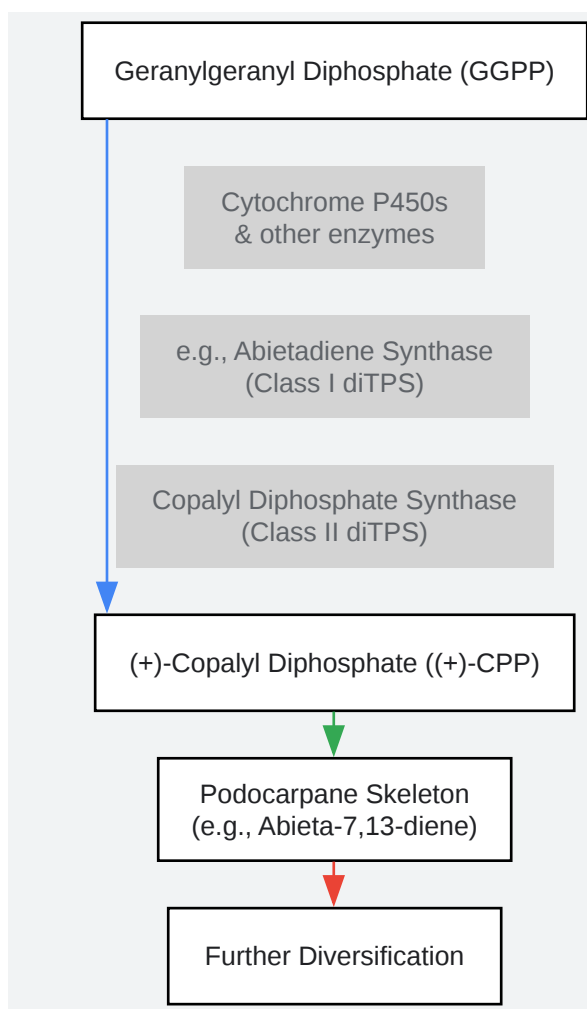 Geranylgeranyl Diphosphate (GGPP)
Cytochrome P450s
& other enzymes
e.g., Abietadiene Synthase
(Class I diTPS)
Copalyl Diphosphate Synthase
(Class II diTPS)
(+)-Copalyl Diphosphate ((+)-CPP)
Podocarpane Skeleton
(e.g., Abieta-7,13-diene)
Further Diversification